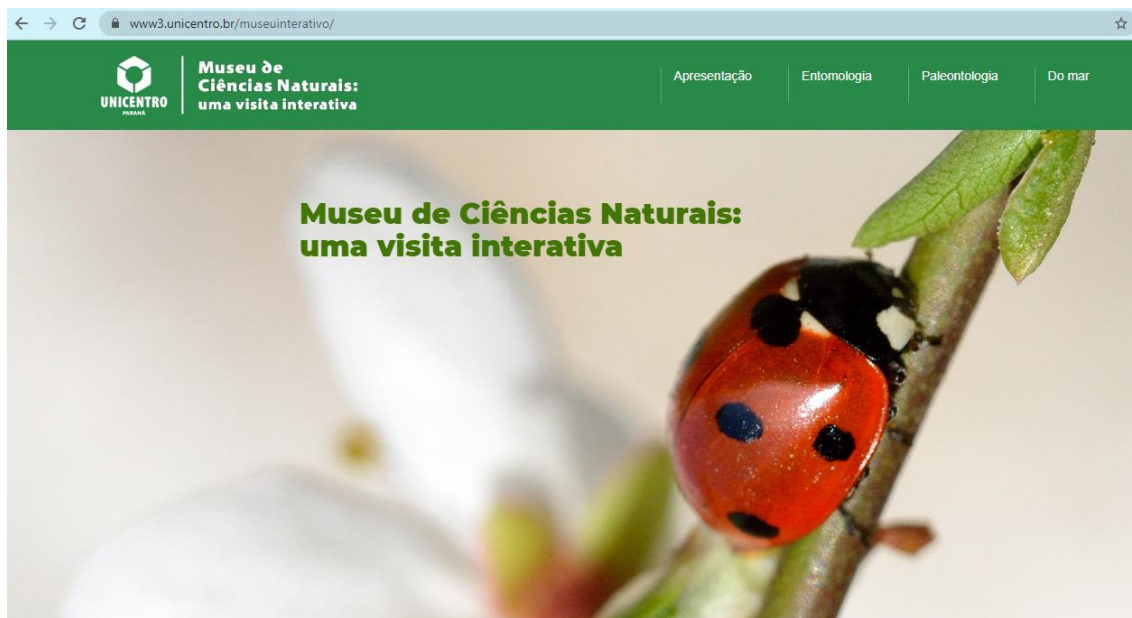 www3.unicentro.br/museuinterativo/
UNICENTRO
PARANÁ
Museu de
Ciências Naturais:
uma visita interativa
Apresentação
Entomologia
Paleontologia
Do mar
Museu de Ciências Naturais:
uma visita interativa